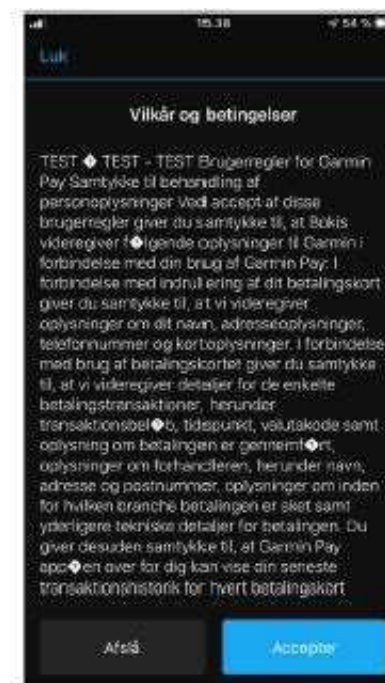 15.38 54 %
Luk
Vilkår og betingelser
TEST � TEST - TEST Brugerregler for Garmin
Pay Samtykke til behandling af
personoplysninger Ved accept af disse
brugerregler giver du samtykke til, at Bokis
videregiver f�lgende oplysninger til Garmin i
forbindelse med din brug af Garmin Pay: I
forbindelse med indrullering af dit betalingskort
giver du samtykke til, at vi videregiver
oplysninger om dit navn, adresseoplysninger,
telefonnummer og kortoplysninger. I forbindelse
med brug af betalingskortet giver du samtykke
til, at vi videregiver detaljer for de enkelte
betalingstransaktioner, herunder
transaktionsbel�b, tidspunkt, valutakode samt
oplysning om betalingen er gennemf�rt,
oplysninger om forhandleren, herunder navn,
adresse og postnummer, oplysninger om inden
for hvilken branche betalingen er sket samt
yderligere tekniske detaljer for betalingen. Du
giver desuden samtykke til, at Garmin Pay
app�en over for dig kan vise din seneste
transaktionshistorik for hvert betalingskort
Afslå
Accepter